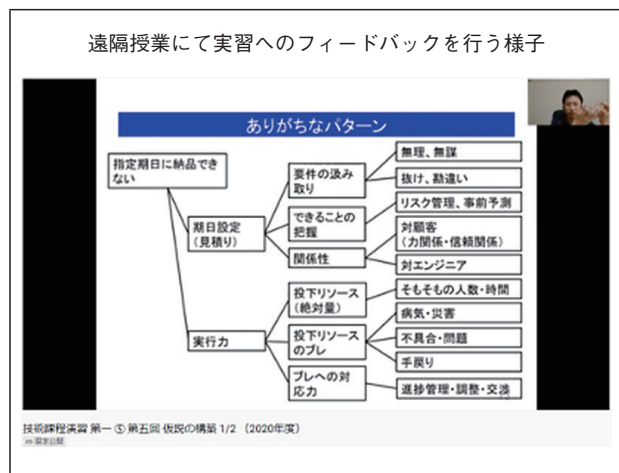 遠隔授業にて実習へのフィードバックを行う様子
ありがちなパターン
指定期日に納品でき
ない
期日設定
(見積り)
要件の汲み
取り
無理、無謀
抜け、勘違い
できることの
把握
リスク管理、事前予測
関係性
対顧客
(力関係・信頼関係)
対エンジニア
実行力
投下リソース
(絶対量)
そもそもの人数・時間
投下リソース
のブレ
病気・災害
不具合・問題
手戻り
ブレへの対
応力
進捗管理・調整・交渉
技術課程演習 第一 ⑤ 第五回 仮説の構築 1/2 (2020年度)
限定公開